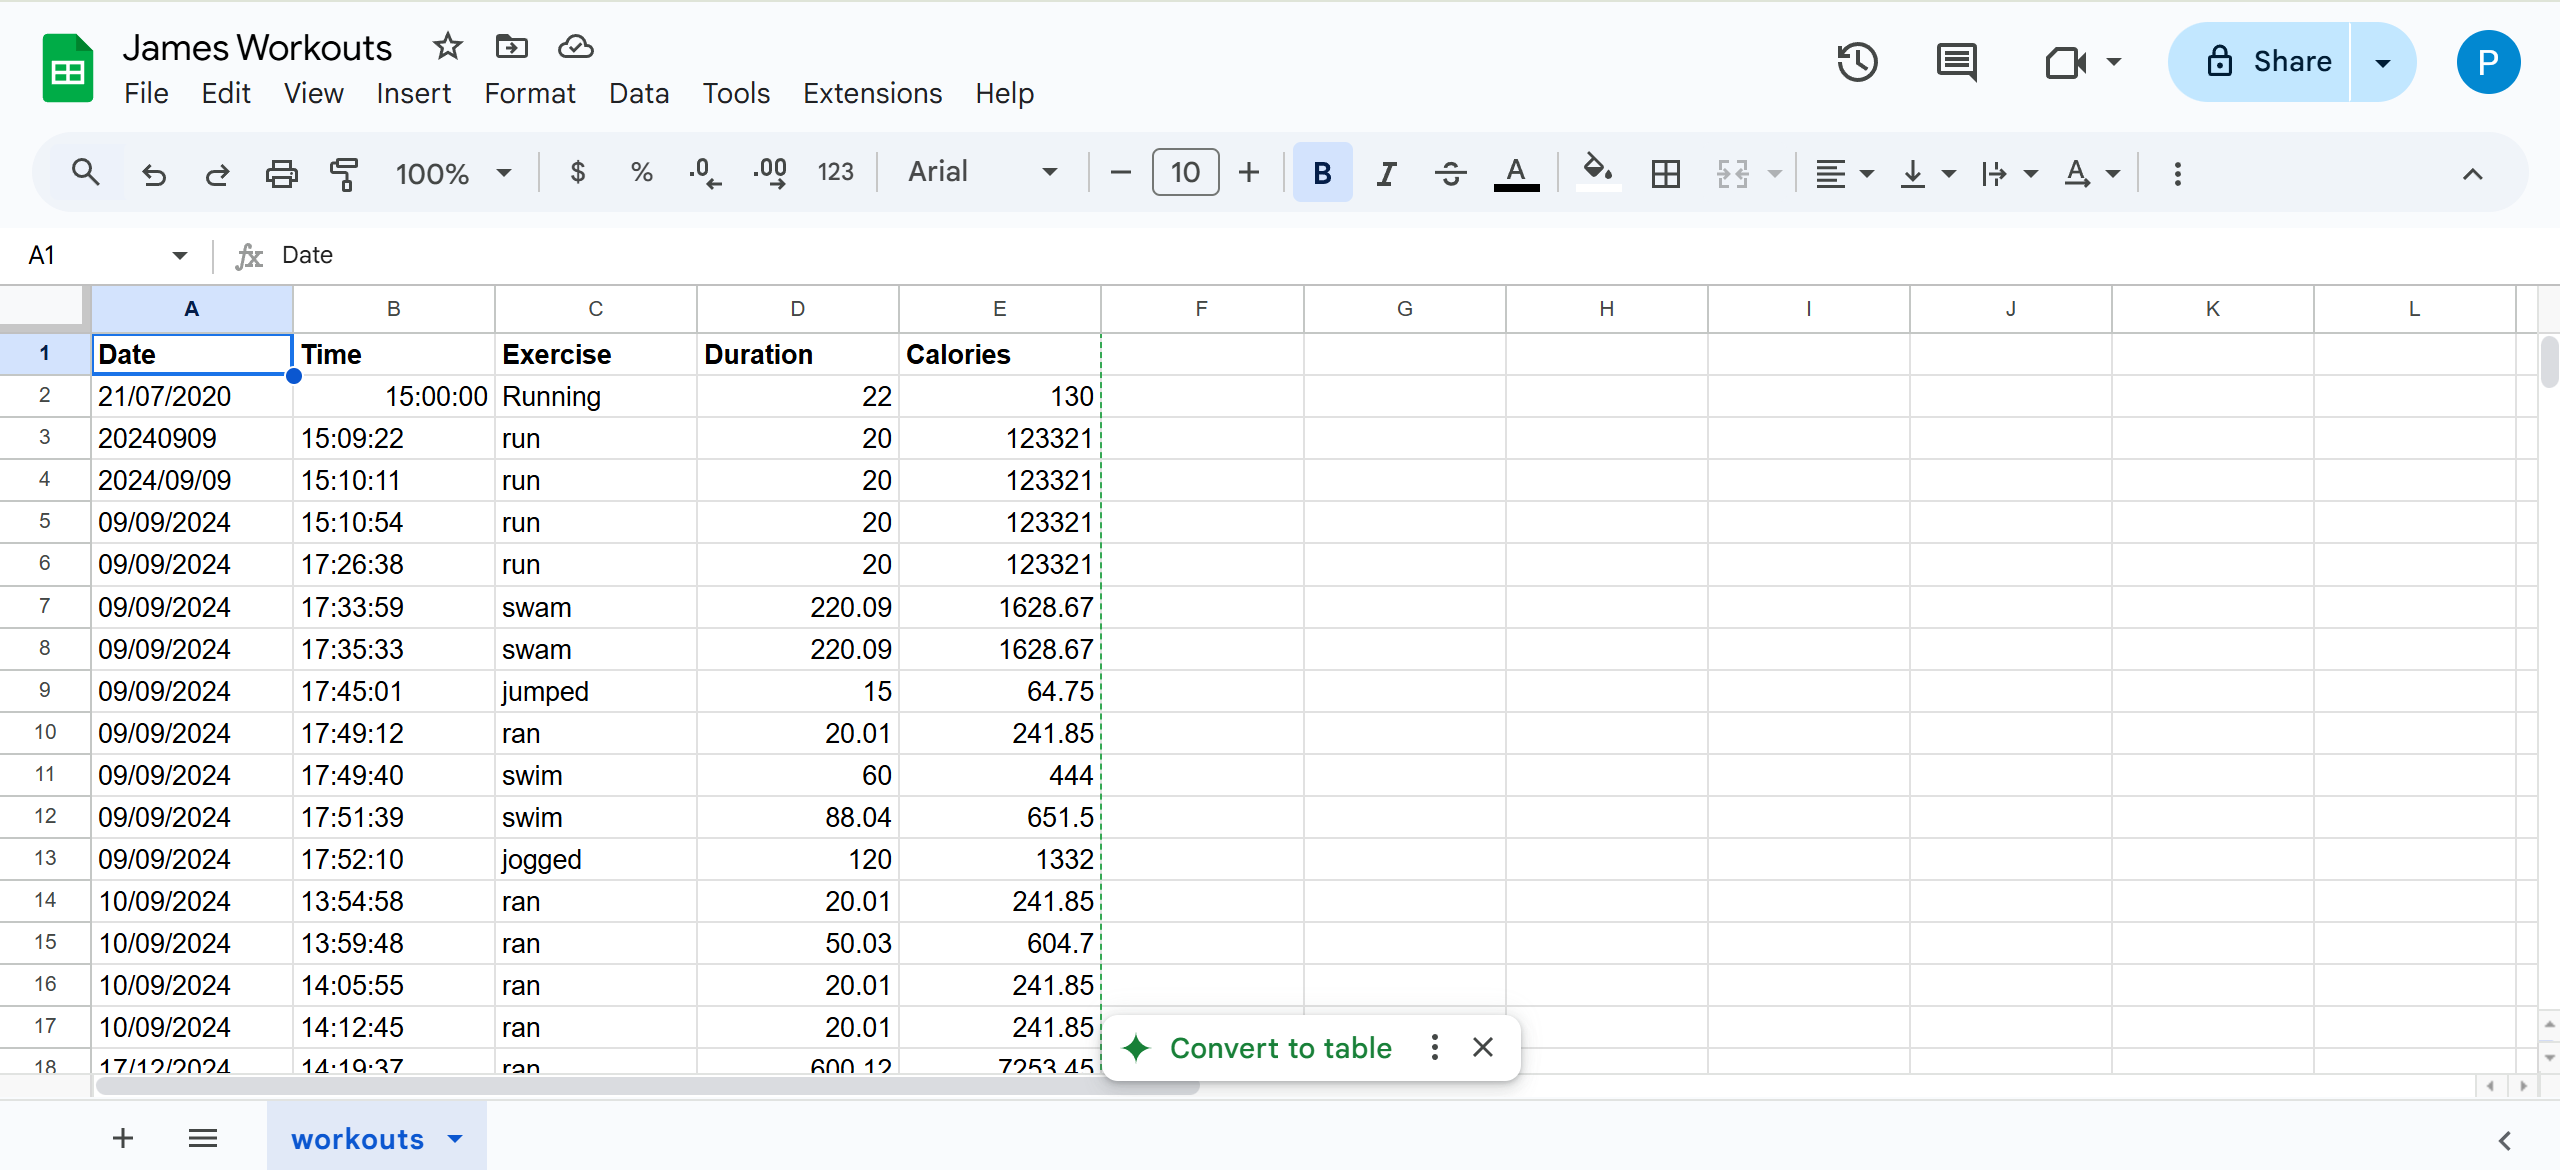 James Workouts
File Edit View Insert Format Data Tools Extensions Help
Share
P
100% $ % .0 .00 123 Arial 10 B I S A A
A1 fx Date
A B C D E F G H I J K L
1 Date Time Exercise Duration Calories
2 21/07/2020 15:00:00 Running 22 130
3 20240909 15:09:22 run 20 123321
4 2024/09/09 15:10:11 run 20 123321
5 09/09/2024 15:10:54 run 20 123321
6 09/09/2024 17:26:38 run 20 123321
7 09/09/2024 17:33:59 swam 220.09 1628.67
8 09/09/2024 17:35:33 swam 220.09 1628.67
9 09/09/2024 17:45:01 jumped 15 64.75
10 09/09/2024 17:49:12 ran 20.01 241.85
11 09/09/2024 17:49:40 swim 60 444
12 09/09/2024 17:51:39 swim 88.04 651.5
13 09/09/2024 17:52:10 jogged 120 1332
14 10/09/2024 13:54:58 ran 20.01 241.85
15 10/09/2024 13:59:48 ran 50.03 604.7
16 10/09/2024 14:05:55 ran 20.01 241.85
17 10/09/2024 14:12:45 ran 20.01 241.85
18 17/12/2024 14:19:37 ran 600.12 7253.45
Convert to table
workouts